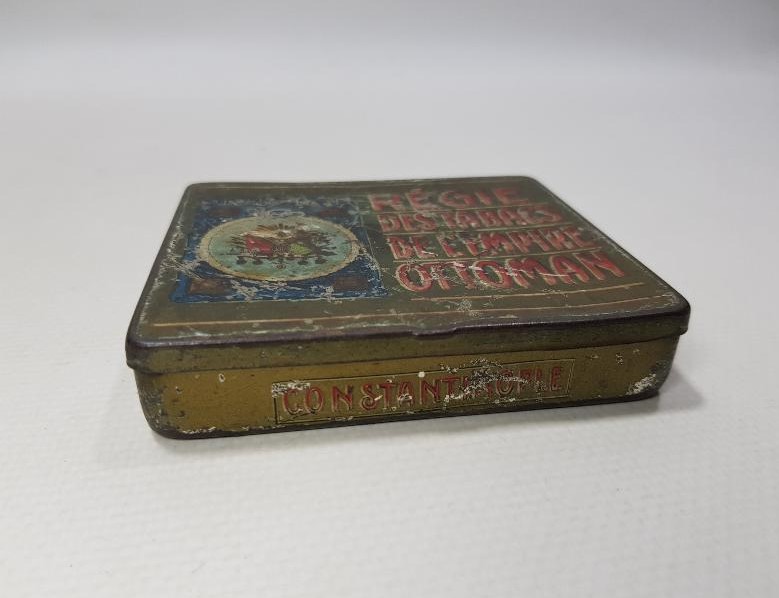 RÉGIE
DES TABACS
DE L'EMPIRE
OTTOMAN
CONSTANTINOPLE